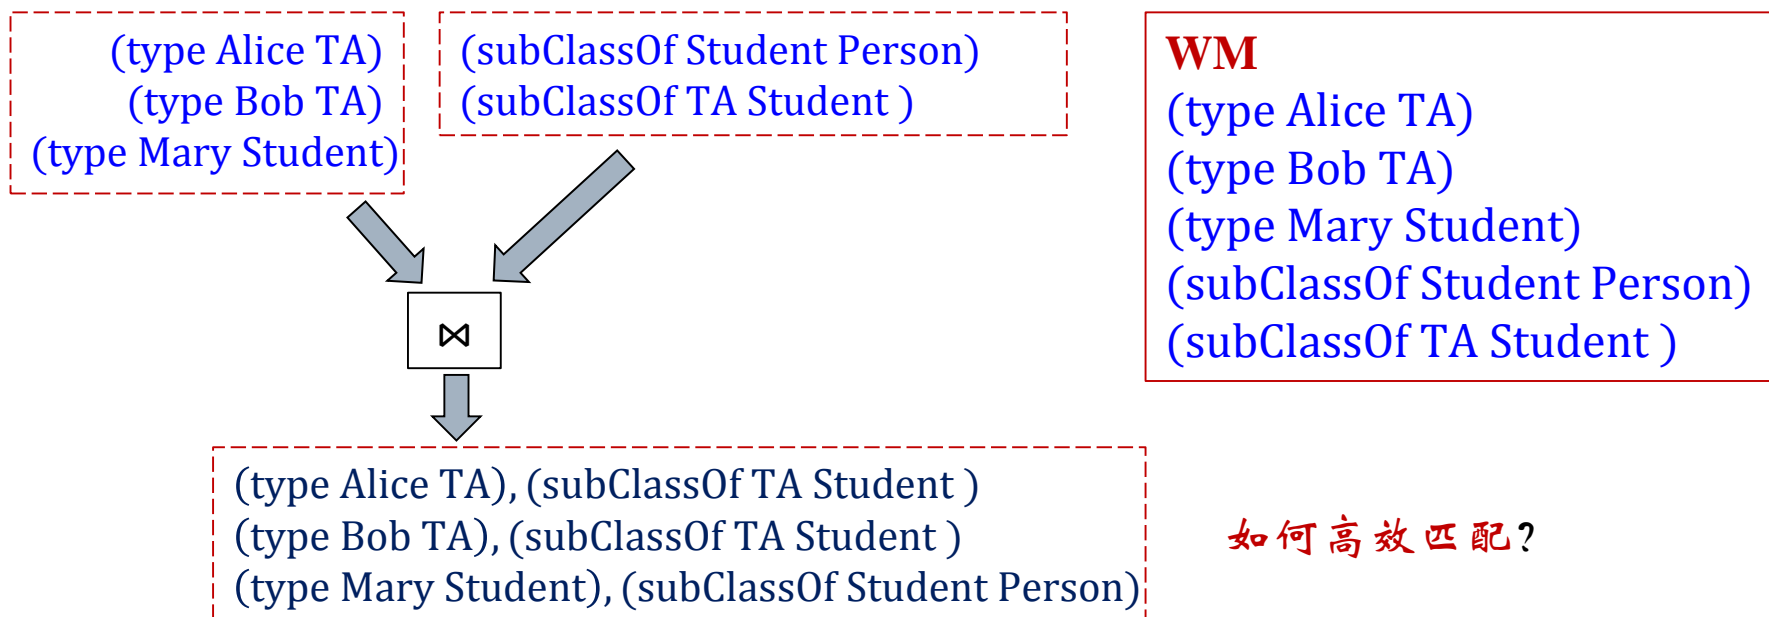 (type Alice TA)
(type Bob TA)
(type Mary Student)
(subClassOf Student Person)
(subClassOf TA Student )
WM
(type Alice TA)
(type Bob TA)
(type Mary Student)
(subClassOf Student Person)
(subClassOf TA Student )
⋈
(type Alice TA), (subClassOf TA Student )
(type Bob TA), (subClassOf TA Student )
(type Mary Student), (subClassOf Student Person)
如何高效匹配?